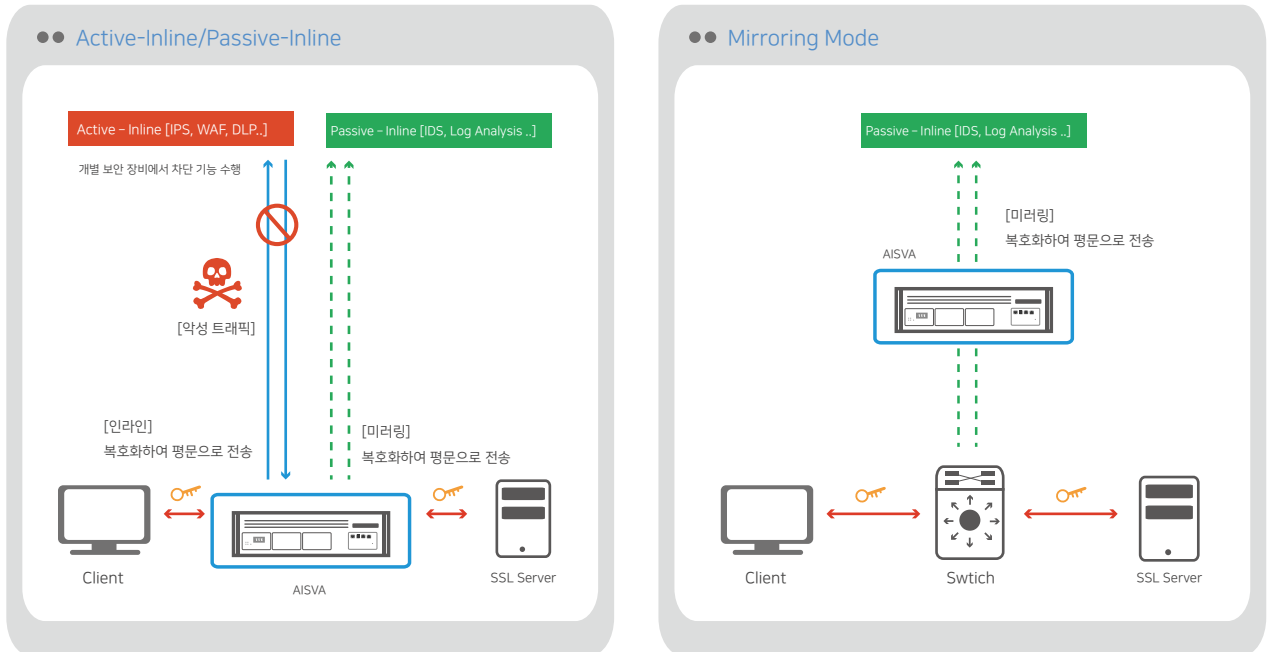 Active-Inline/Passive-Inline
Active – Inline [IPS, WAF, DLP..]
Passive – Inline [IDS, Log Analysis ..]
개별 보안 장비에서 차단 기능 수행
[악성 트래픽]
[인라인]
복호화하여 평문으로 전송
[미러링]
복호화하여 평문으로 전송
Client
AISVA
SSL Server
Mirroring Mode
Passive – Inline [IDS, Log Analysis ..]
[미러링]
복호화하여 평문으로 전송
AISVA
Client
Swtich
SSL Server